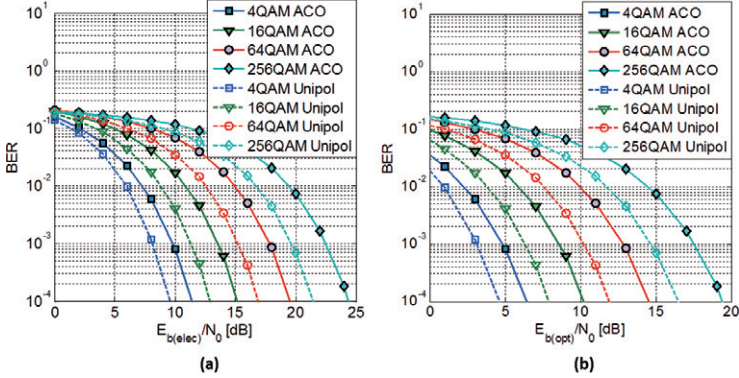 10^1
10^0
10^-1
10^-2
10^-3
10^-4
BER
0 5 10 15 20 25
E_b(elec)/N_0 [dB]
4QAM ACO
16QAM ACO
64QAM ACO
256QAM ACO
4QAM Unipol
16QAM Unipol
64QAM Unipol
256QAM Unipol
(a)
10^1
10^0
10^-1
10^-2
10^-3
10^-4
BER
0 5 10 15 20
E_b(opt)/N_0 [dB]
4QAM ACO
16QAM ACO
64QAM ACO
256QAM ACO
4QAM Unipol
16QAM Unipol
64QAM Unipol
256QAM Unipol
(b)